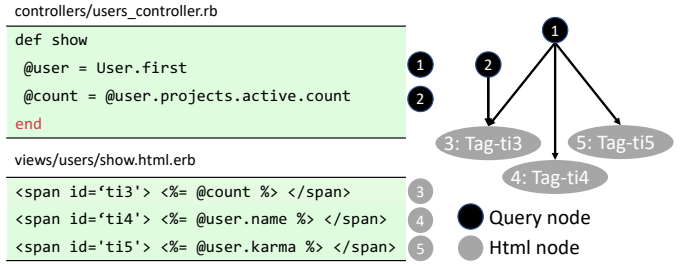 controllers/users_controller.rb
def show
@user = User.first
1
@count = @user.projects.active.count
2
end
views/users/show.html.erb
<span id=‘ti3'> <%= @count %> </span>
3
<span id='ti4'> <%= @user.name %> </span>
4
<span id='ti5'> <%= @user.karma %> </span>
5
1
2
3: Tag-ti3
5: Tag-ti5
4: Tag-ti4
Query node
Html node